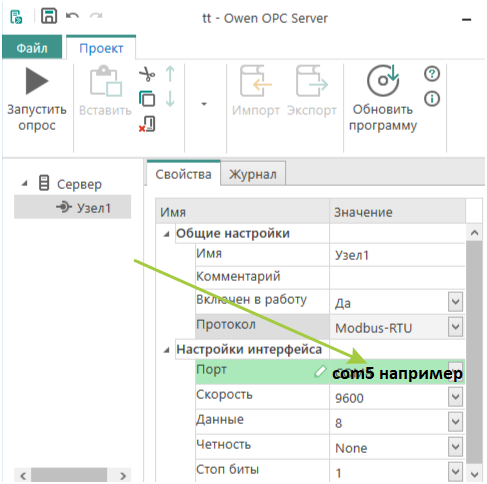 tt - Owen OPC Server
Файл
Проект
Запустить опрос
Вставить
Импорт
Экспорт
Обновить программу
Сервер
Узел1
Свойства
Журнал
Имя Значение
Общие настройки
Имя Узел1
Комментарий
Включен в работу Да
Протокол Modbus-RTU
Настройки интерфейса
Порт com5 например
Скорость 9600
Данные 8
Четность None
Стоп биты 1